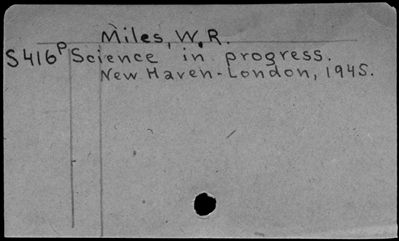 Miles, W.R.
S416P Science in progress.
New Haven-London, 1945.